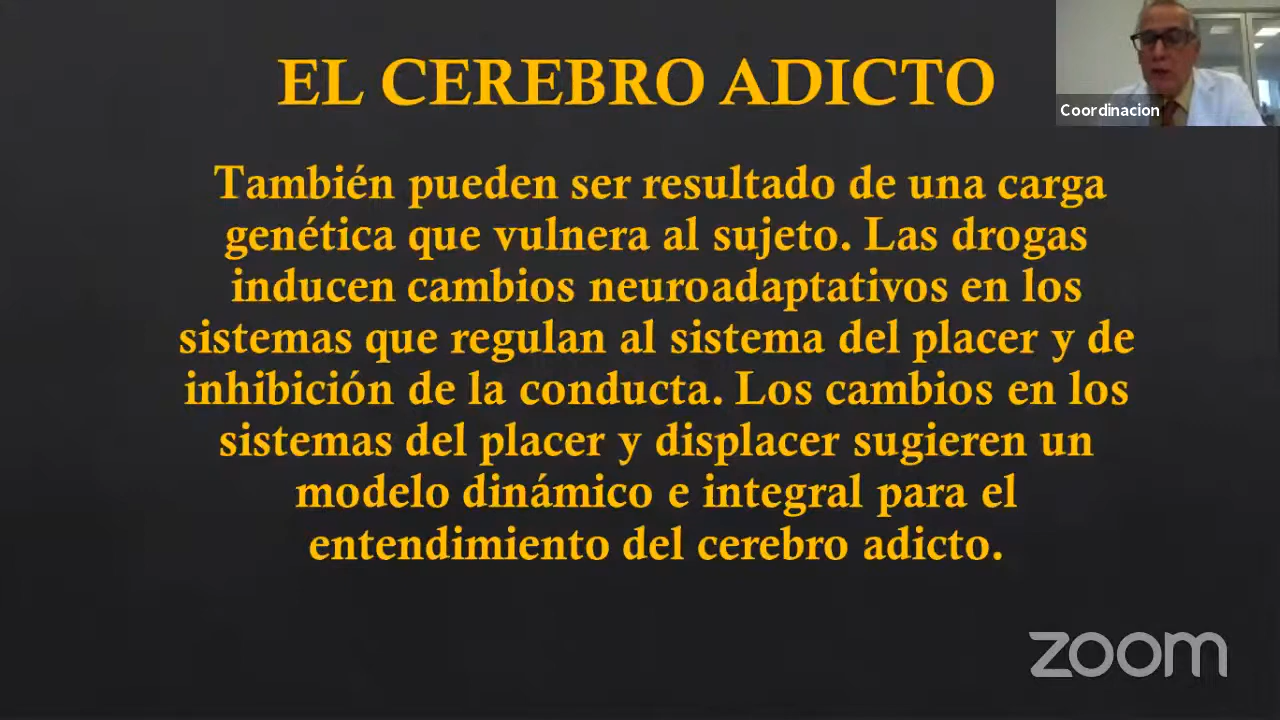 EL CEREBRO ADICTO
Coordinacion
También pueden ser resultado de una carga
genética que vulnera al sujeto. Las drogas
inducen cambios neuroadaptativos en los
sistemas que regulan al sistema del placer y de
inhibición de la conducta. Los cambios en los
sistemas del placer y displacer sugieren un
modelo dinámico e integral para el
entendimiento del cerebro adicto.
zoom